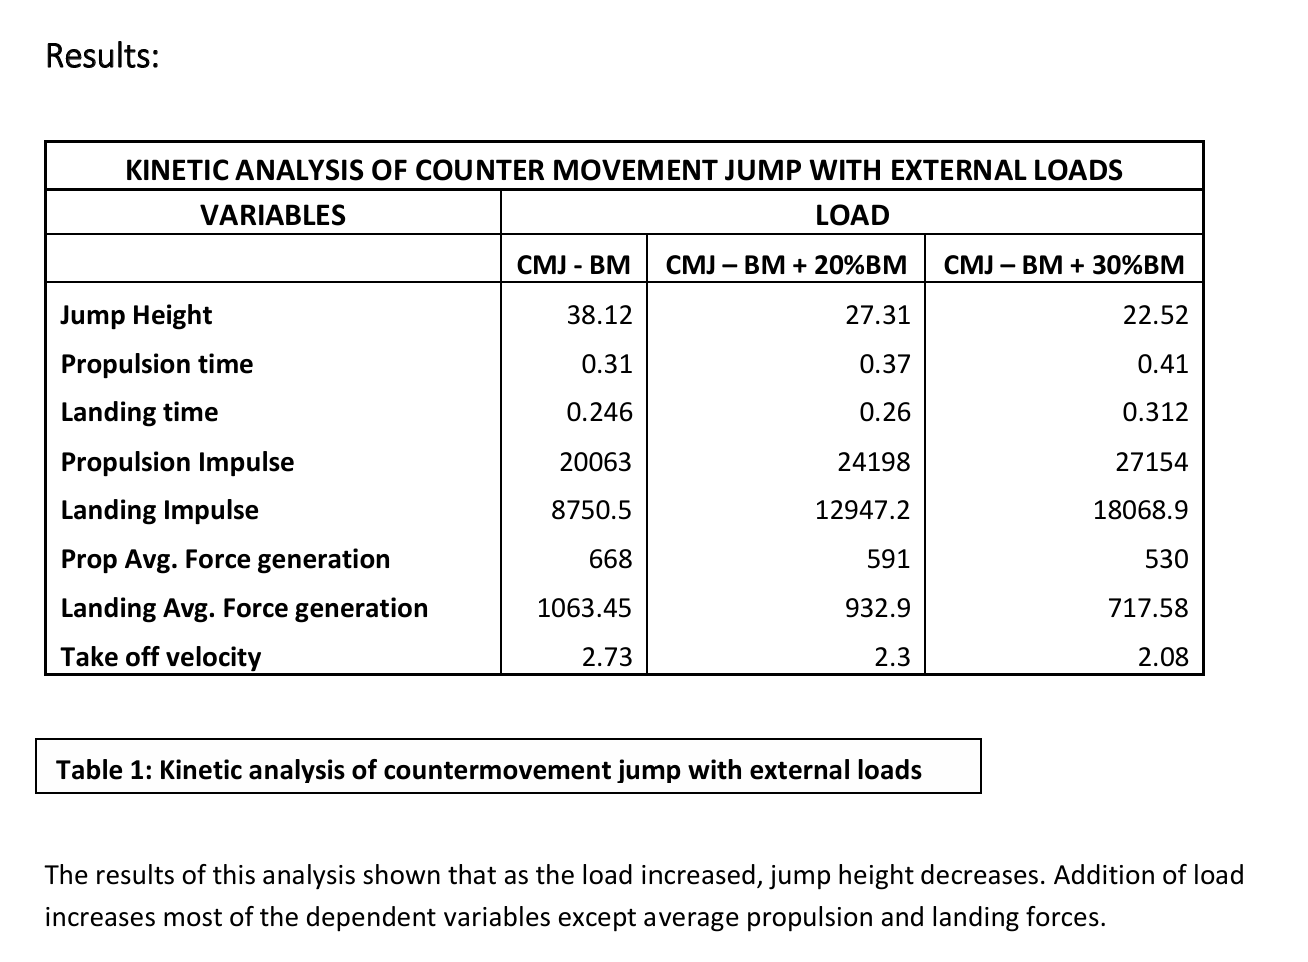 Results:
KINETIC ANALYSIS OF COUNTER MOVEMENT JUMP WITH EXTERNAL LOADS
VARIABLES LOAD
CMJ - BM CMJ – BM + 20%BM CMJ – BM + 30%BM
Jump Height 38.12 27.31 22.52
Propulsion time 0.31 0.37 0.41
Landing time 0.246 0.26 0.312
Propulsion Impulse 20063 24198 27154
Landing Impulse 8750.5 12947.2 18068.9
Prop Avg. Force generation 668 591 530
Landing Avg. Force generation 1063.45 932.9 717.58
Take off velocity 2.73 2.3 2.08
Table 1: Kinetic analysis of countermovement jump with external loads
The results of this analysis shown that as the load increased, jump height decreases. Addition of load
increases most of the dependent variables except average propulsion and landing forces.